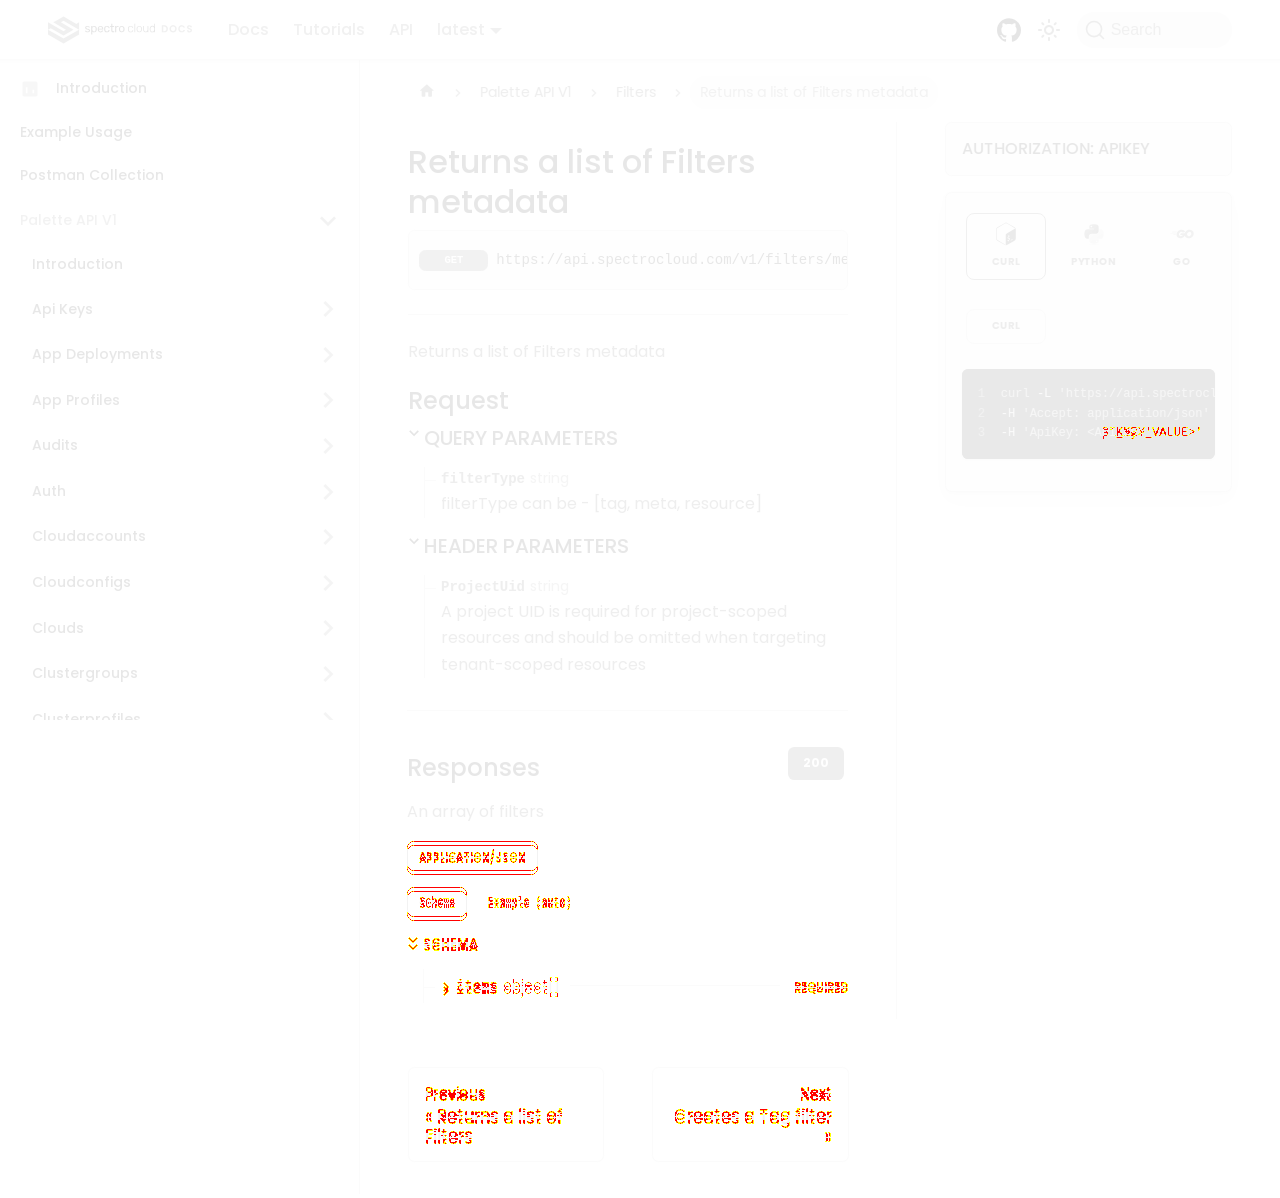 spectro cloud DOCS Docs Tutorials API latest Search
Introduction
Example Usage
Postman Collection
Palette API V1
Introduction
Api Keys
App Deployments
App Profiles
Audits
Auth
Cloudaccounts
Cloudconfigs
Clouds
Clustergroups
Clusterprofiles
Palette API V1 Filters Returns a list of Filters metadata
Returns a list of Filters
metadata
GET https://api.spectrocloud.com/v1/filters/me
Returns a list of Filters metadata
Request
QUERY PARAMETERS
filterType string
filterType can be - [tag, meta, resource]
HEADER PARAMETERS
ProjectUid string
A project UID is required for project-scoped
resources and should be omitted when targeting
tenant-scoped resources
Responses
200
An array of filters
APPLICATION/JSON
Schema Example (auto)
SCHEMA
items object[] REQUIRED
Previous
« Returns a list of
Filters
Next
Creates a Tag filter
»
AUTHORIZATION: APIKEY
CURL PYTHON GO
CURL
1 curl -L 'https://api.spectrocl
2 -H 'Accept: application/json'
3 -H 'ApiKey: <API_KEY_VALUE>'